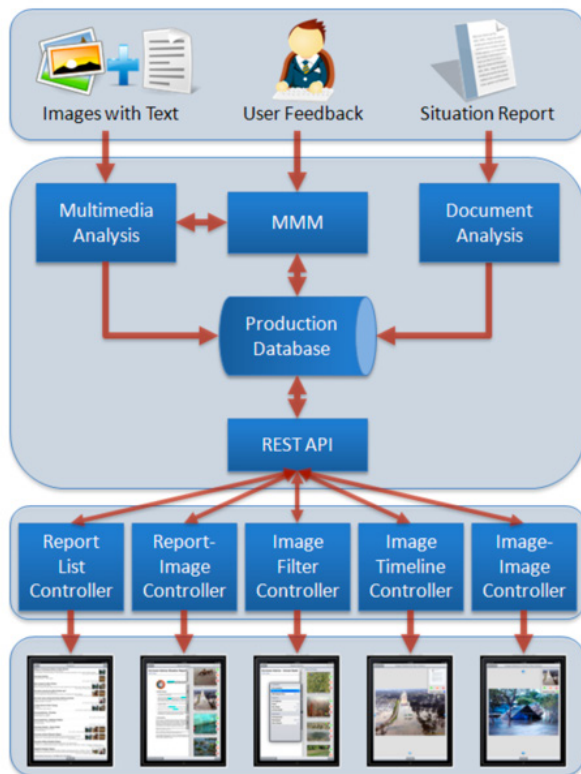 Images with Text
User Feedback
Situation Report
Multimedia
Analysis
MMM
Document
Analysis
Production
Database
REST API
Report
List
Controller
Report-
Image
Controller
Image
Filter
Controller
Image
Timeline
Controller
Image-
Image
Controller